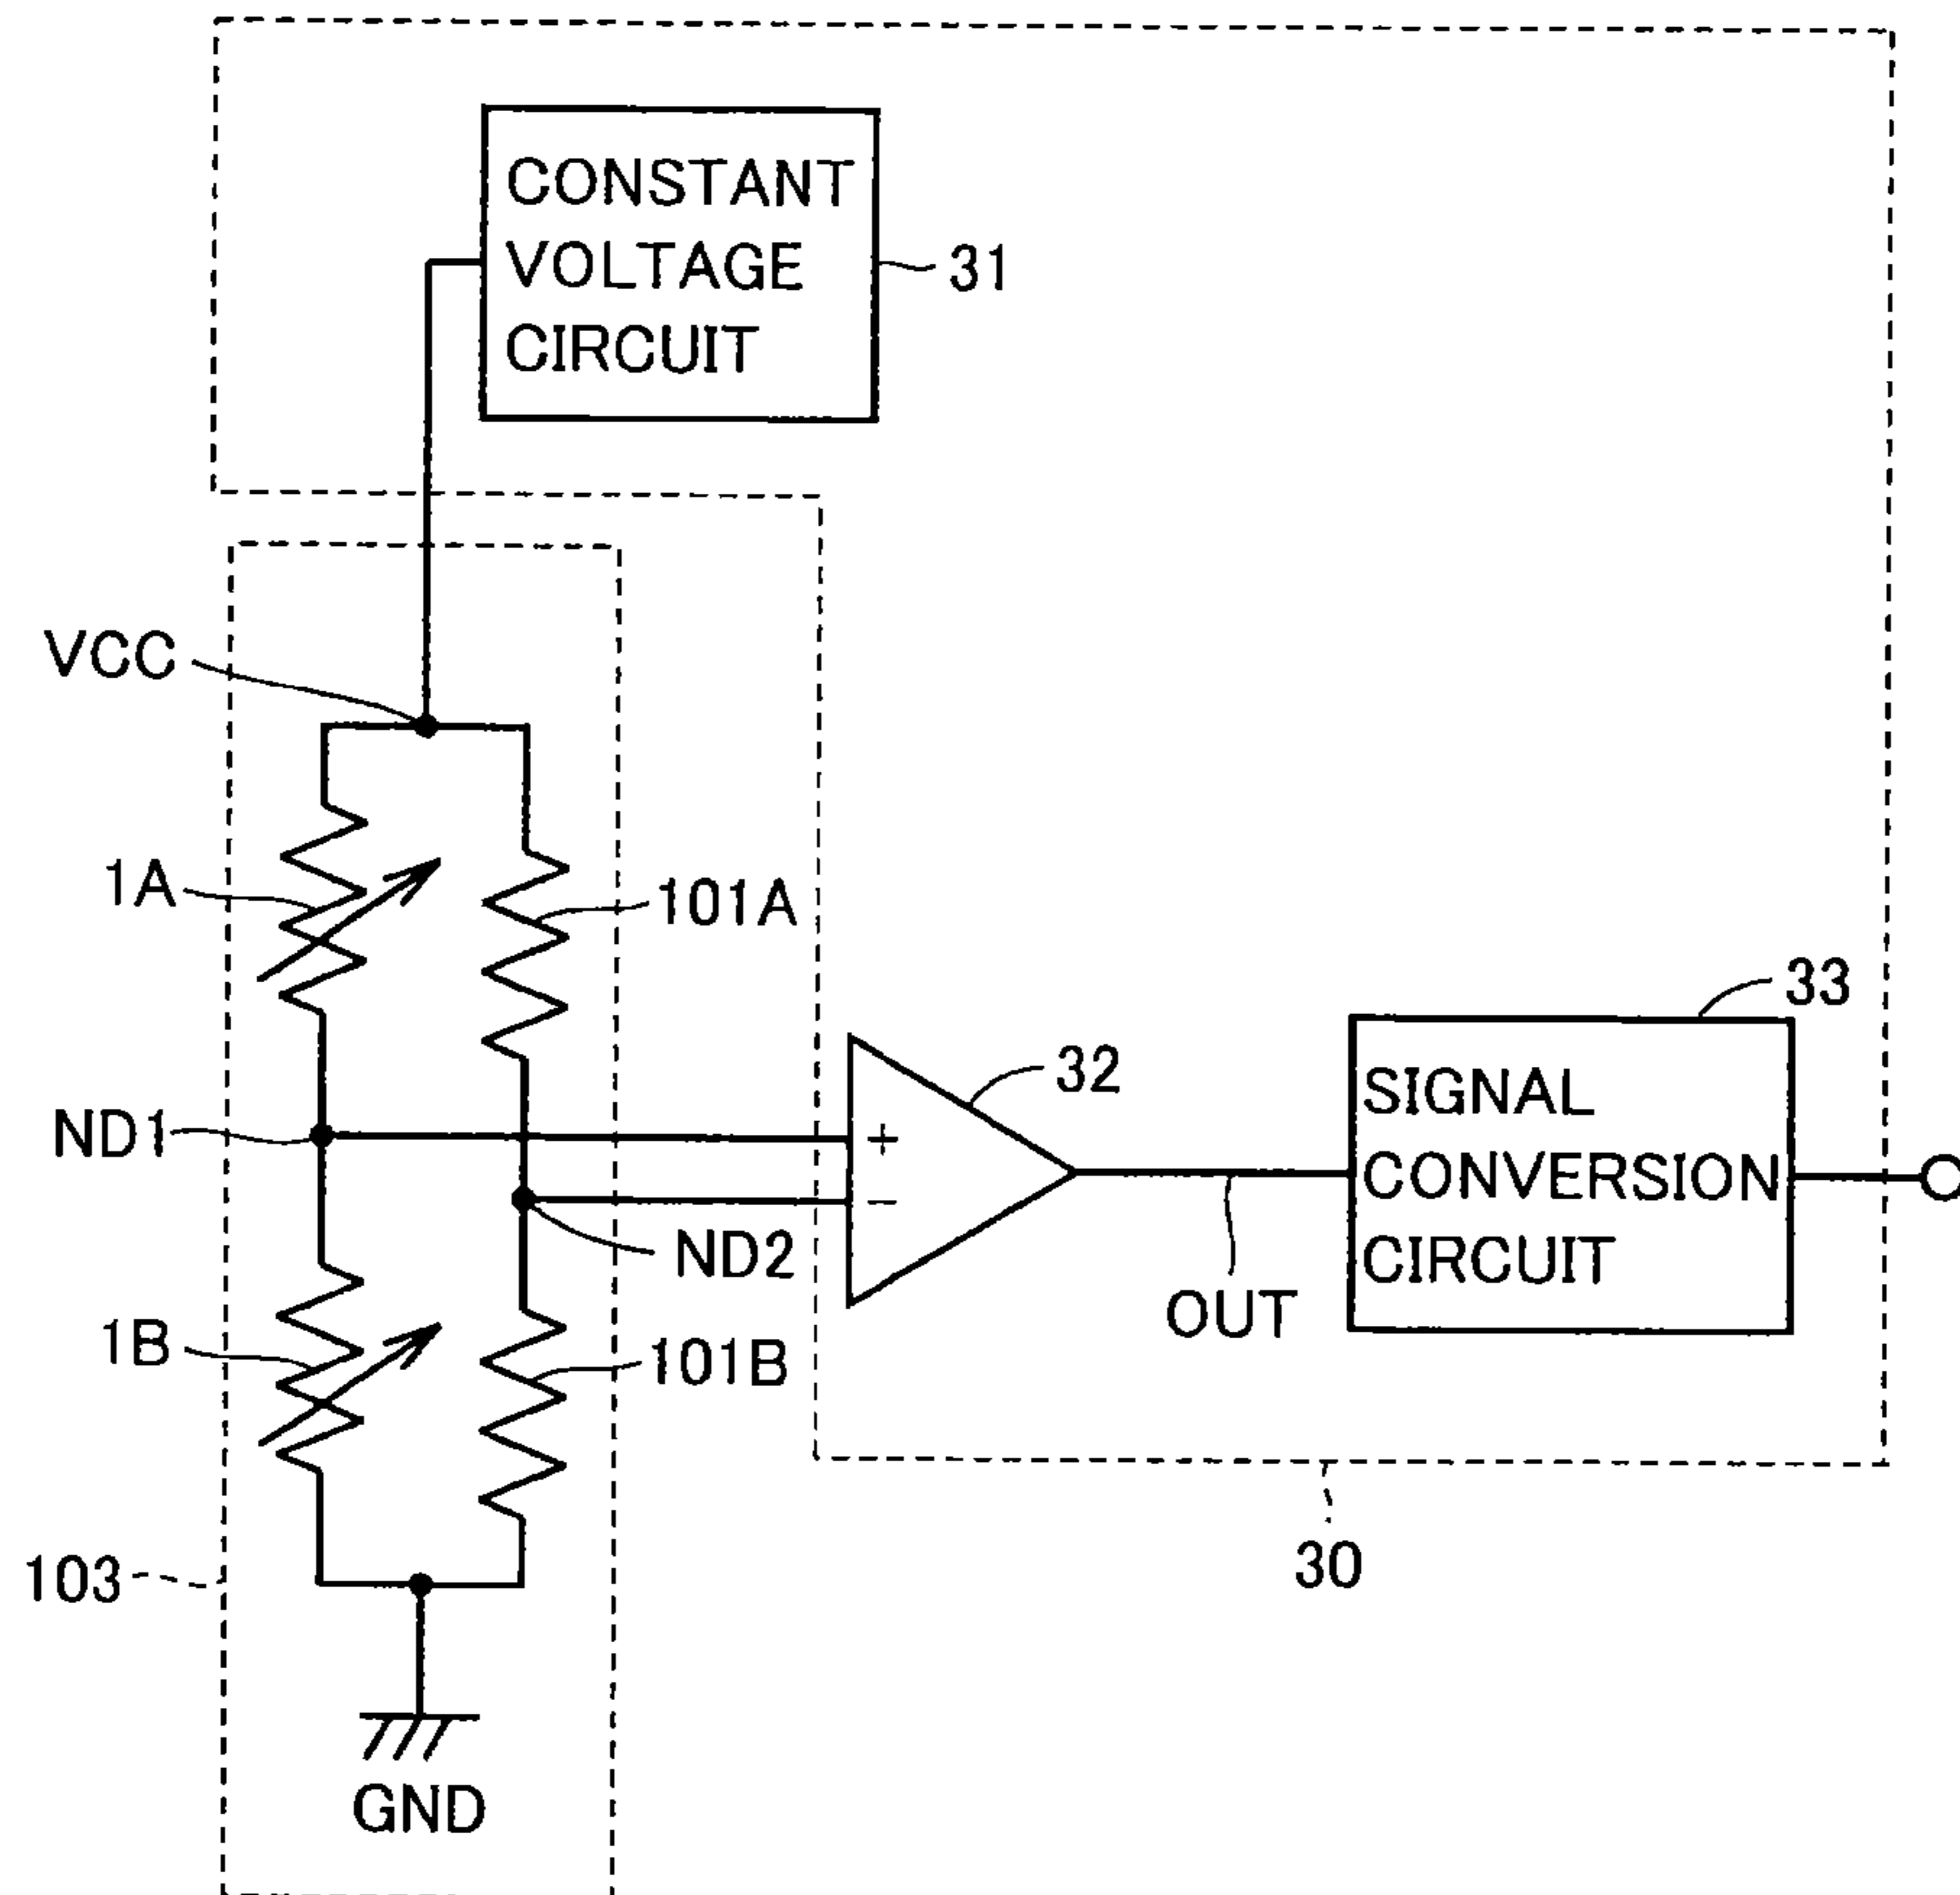 CONSTANT
VOLTAGE
CIRCUIT
31
VCC
1A
101A
33
32
SIGNAL
CONVERSION
CIRCUIT
+
−
ND1
ND2
OUT
1B
101B
30
103
GND